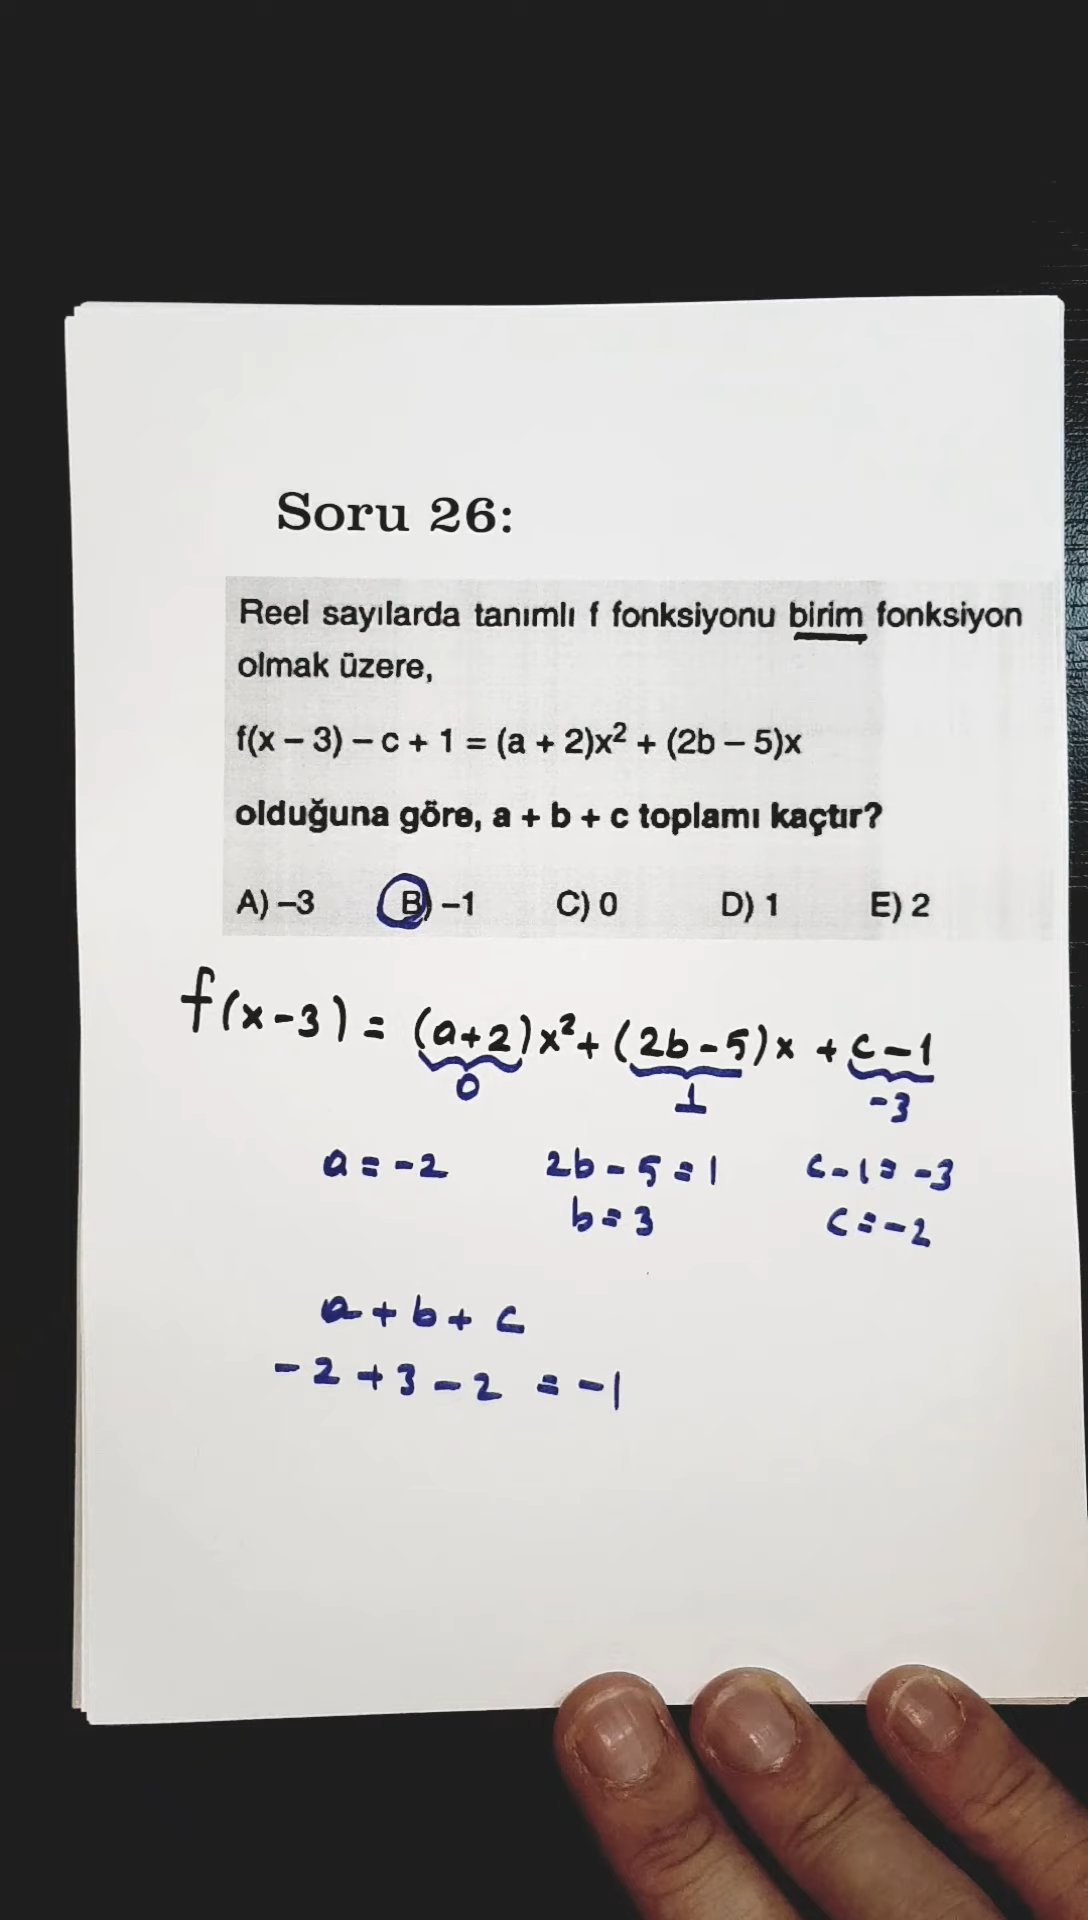 Soru 26:
Reel sayılarda tanımlı f fonksiyonu birim fonksiyon
olmak üzere,
f(x – 3) – c + 1 = (a + 2)x² + (2b – 5)x
olduğuna göre, a + b + c toplamı kaçtır?
A) –3 B) –1 C) 0 D) 1 E) 2
f(x-3) = (a+2)x² + (2b-5)x + c-1
0 1 -3
a = -2 2b - 5 = 1 c-1 = -3
b = 3 c = -2
a + b + c
-2 + 3 - 2 = -1